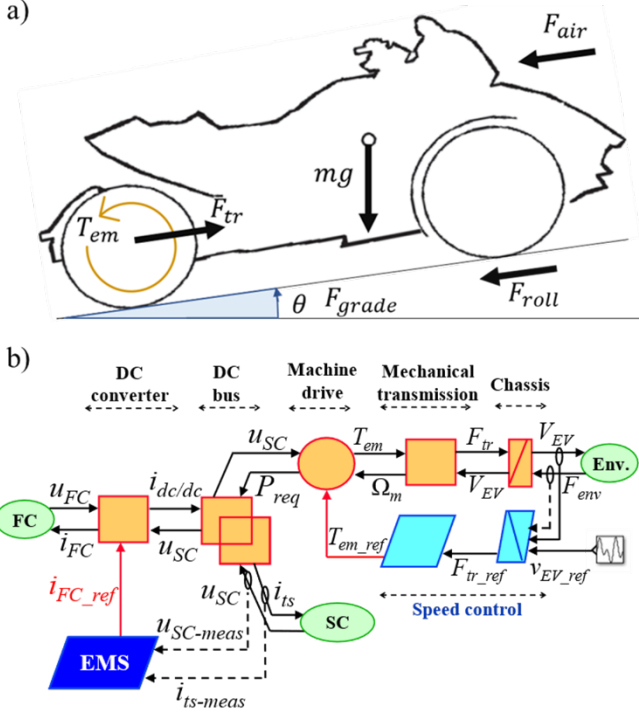 a)
F_air
mg
F̄_tr
T_em
θ
F_grade
F_roll
b)
DC
converter
DC
bus
Machine
drive
Mechanical
transmission
Chassis
u_SC
T_em
F_tr
V_EV
u_FC
i_dc/dc
P_req
Ω_m
V_EV
F_env
Env.
FC
i_FC
u_SC
T_em_ref
F_tr_ref
v_EV_ref
i_FC_ref
u_SC
i_ts
Speed control
SC
u_SC-meas
EMS
i_ts-meas